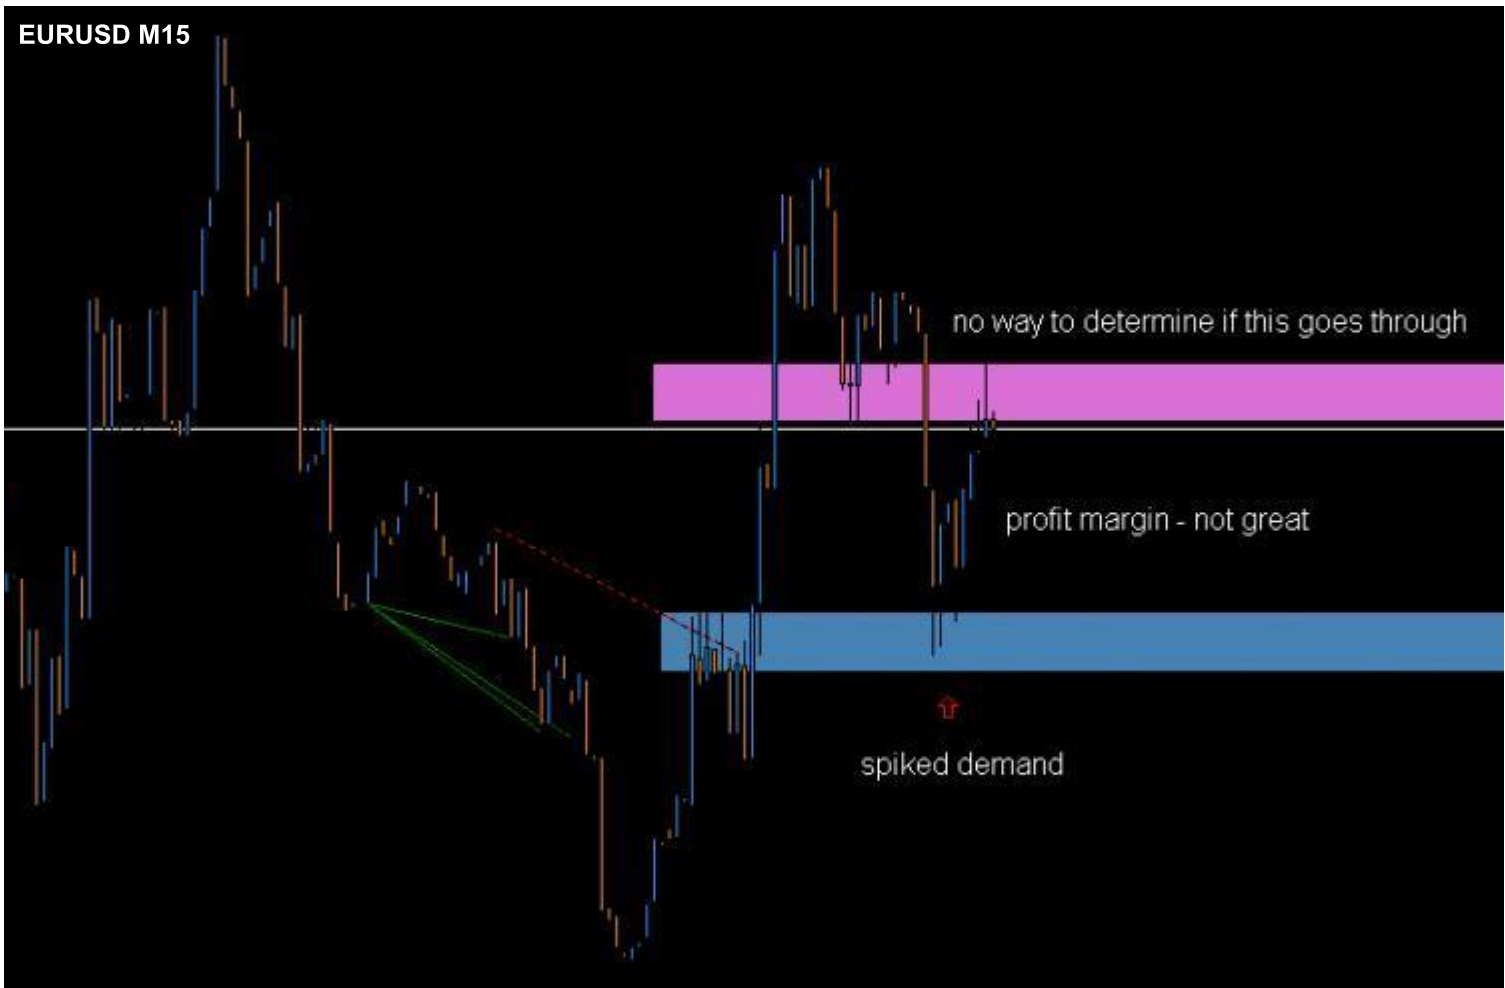 EURUSD M15
no way to determine if this goes through
profit margin - not great
spiked demand